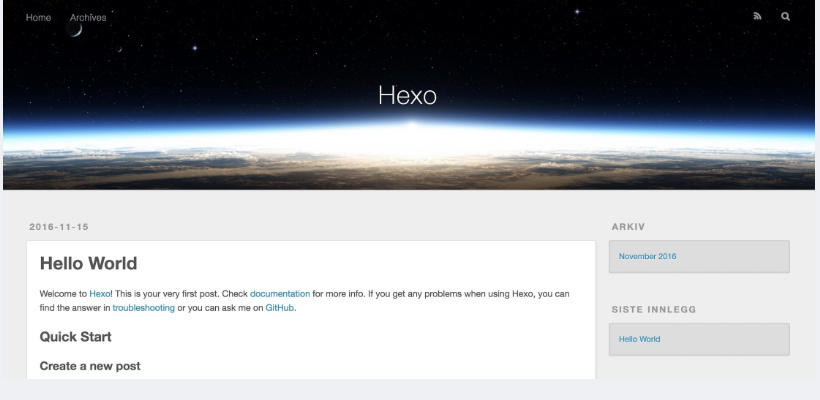 Home Archives
Hexo
2016-11-15
Hello World
Welcome to Hexo! This is your very first post. Check documentation for more info. If you get any problems when using Hexo, you can
find the answer in troubleshooting or you can ask me on GitHub.
Quick Start
Create a new post
ARKIV
November 2016
SISTE INNLEGG
Hello World